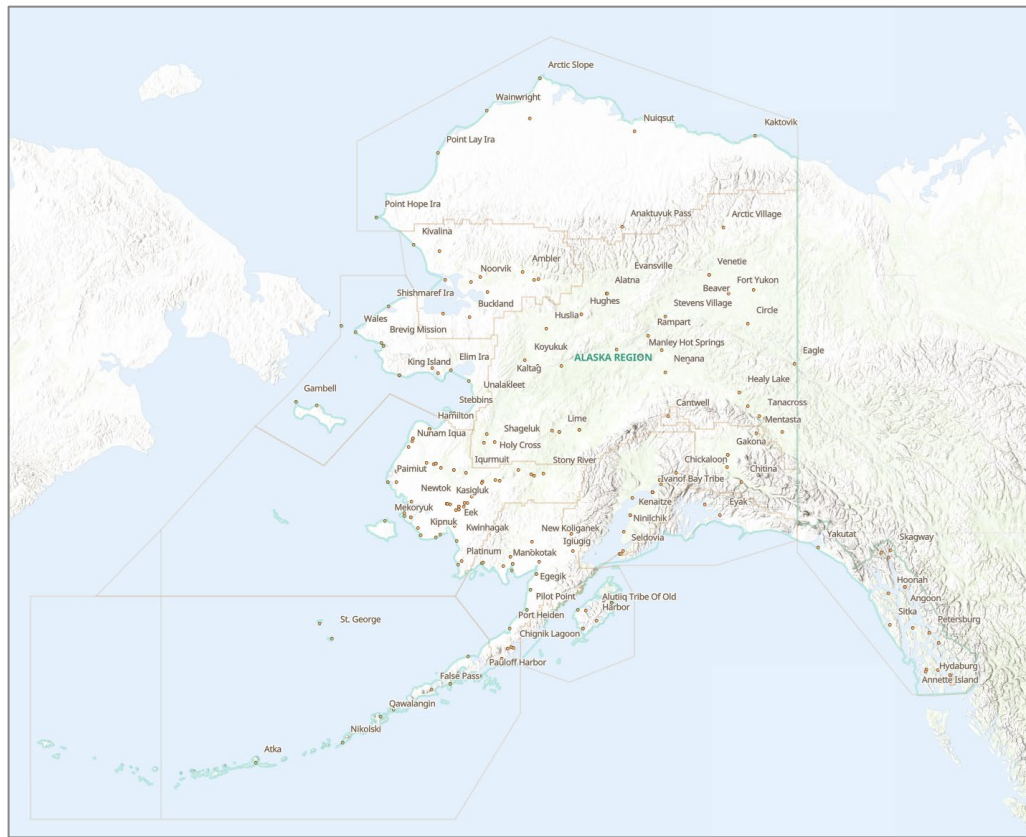 Arctic Slope
Wainwright
Nuiqsut
Kaktovik
Point Lay Ira
Point Hope Ira
Anaktuvuk Pass
Arctic Village
Kivalina
Ambler
Evansville
Venetie
Noorvik
Alatna
Fort Yukon
Beaver
Shishmaref Ira
Buckland
Hughes
Stevens Village
Circle
Huslia
Wales
Rampart
Brevig Mission
Koyukuk
Manley Hot Springs
ALASKA REGION
Elim Ira
Nenana
Eagle
King Island
Kaltag
Healy Lake
Gambell
Unalakleet
Stebbins
Cantwell
Tanacross
Hamilton
Lime
Mentasta
Nunam Iqua
Shageluk
Gakona
Holy Cross
Iqurmuit
Stony River
Chickaloon
Chitina
Paimiut
Ivanof Bay Tribe
Newtok
Kasigluk
Kenaitze
Eyak
Mekoryuk
Eek
Ninilchik
Kipnuk
Kwinhagak
New Koliganek
Yakutat
Skagway
Igiugig
Seldovia
Platinum
Manokotak
Egegik
Hoonah
Pilot Point
Alutiiq Tribe Of Old
Harbor
Angoon
Sitka
Port Heiden
St. George
Petersburg
Chignik Lagoon
Pauloff Harbor
Hydaburg
False Pass
Annette Island
Qawalangin
Nikolski
Atka